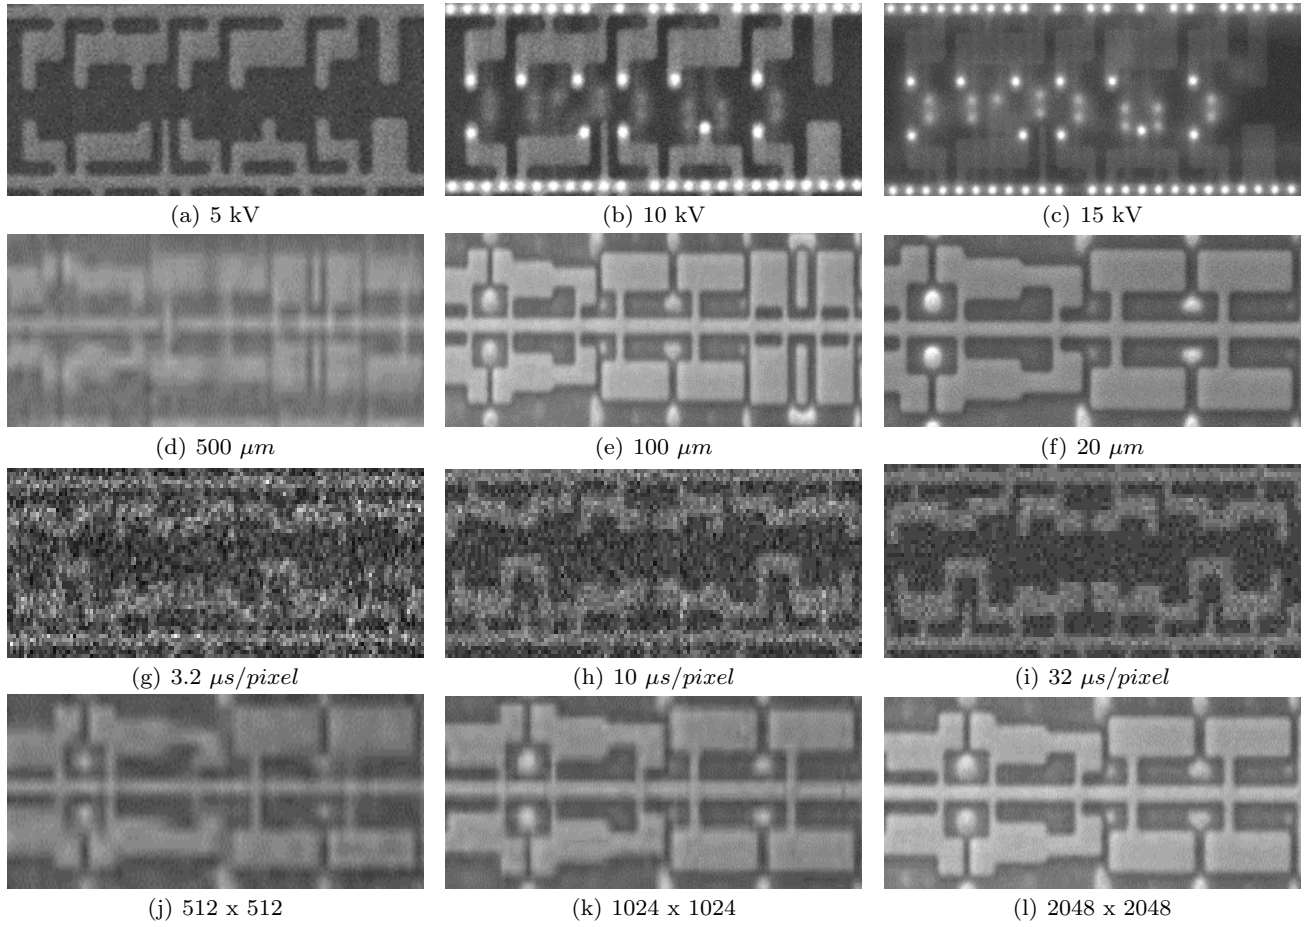 (a) 5 kV (b) 10 kV (c) 15 kV
(d) 500 μm (e) 100 μm (f) 20 μm
(g) 3.2 μs/pixel (h) 10 μs/pixel (i) 32 μs/pixel
(j) 512 x 512 (k) 1024 x 1024 (l) 2048 x 2048